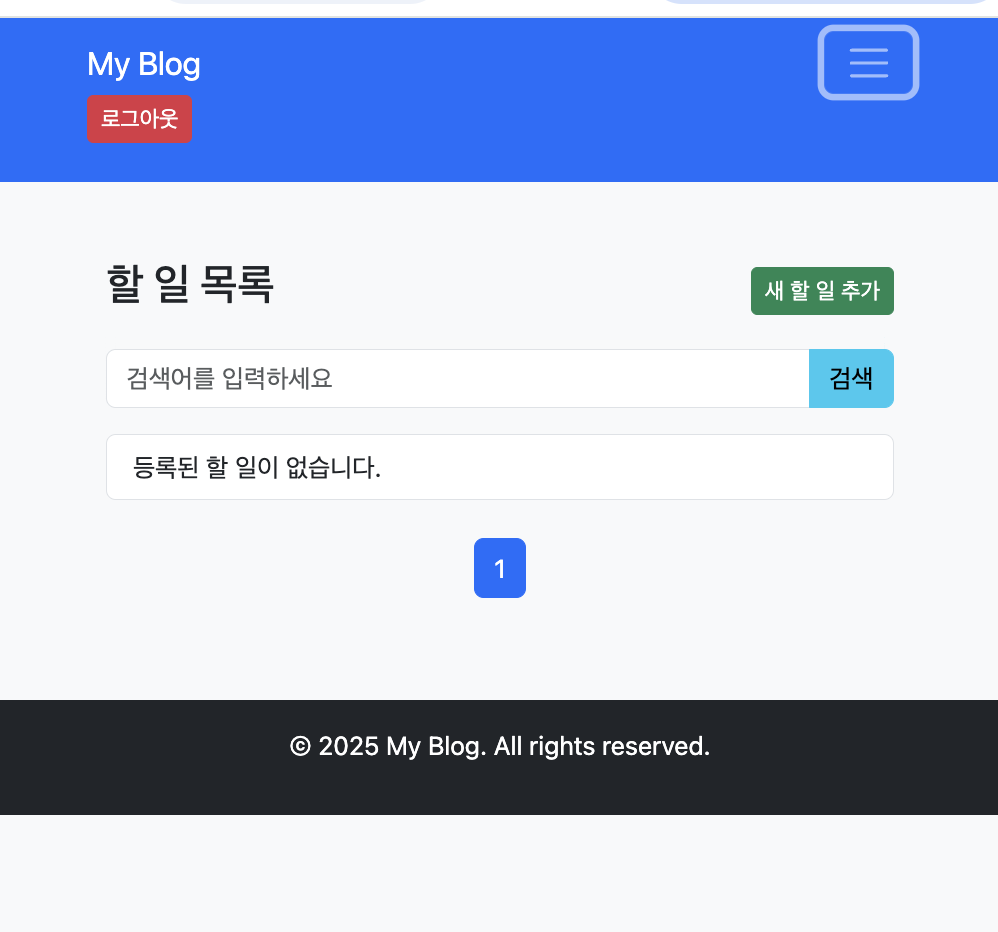 My Blog
로그아웃
할 일 목록
새 할 일 추가
검색어를 입력하세요
검색
등록된 할 일이 없습니다.
1
© 2025 My Blog. All rights reserved.